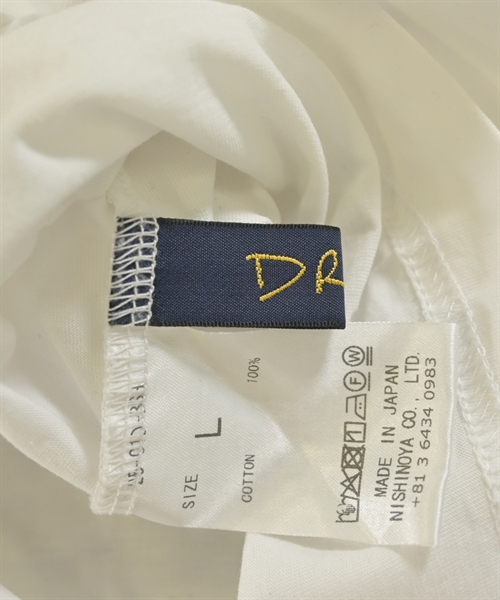 DR
SIZE L
COTTON 100%
MADE IN JAPAN
NISHINOYA CO., LTD.
+81 3 6434 0983